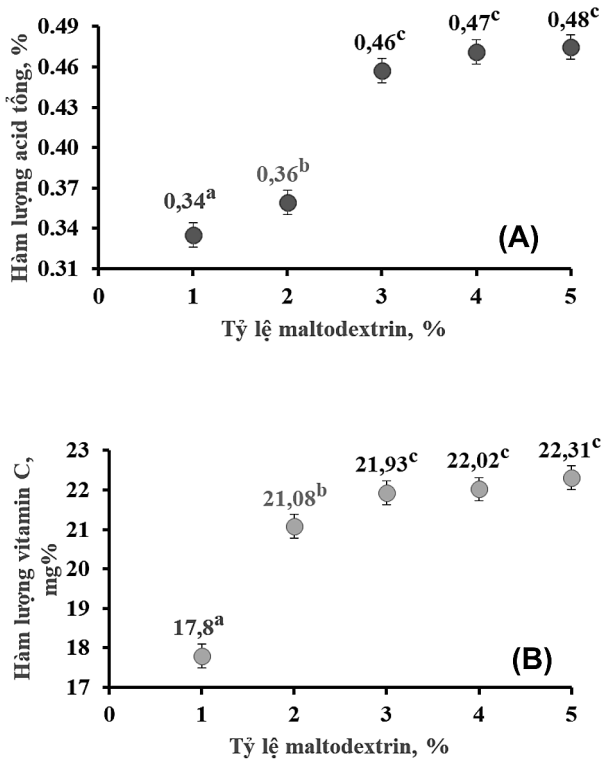 Hàm lượng acid tổng, %
0.49
0.46
0.43
0.40
0.37
0.34
0.31
0,34a
0,36b
0,46c
0,47c
0,48c
(A)
0 1 2 3 4 5
Tỷ lệ maltodextrin, %
Hàm lượng vitamin C,
mg%
23
22
21
20
19
18
17
17,8a
21,08b
21,93c
22,02c
22,31c
(B)
0 1 2 3 4 5
Tỷ lệ maltodextrin, %